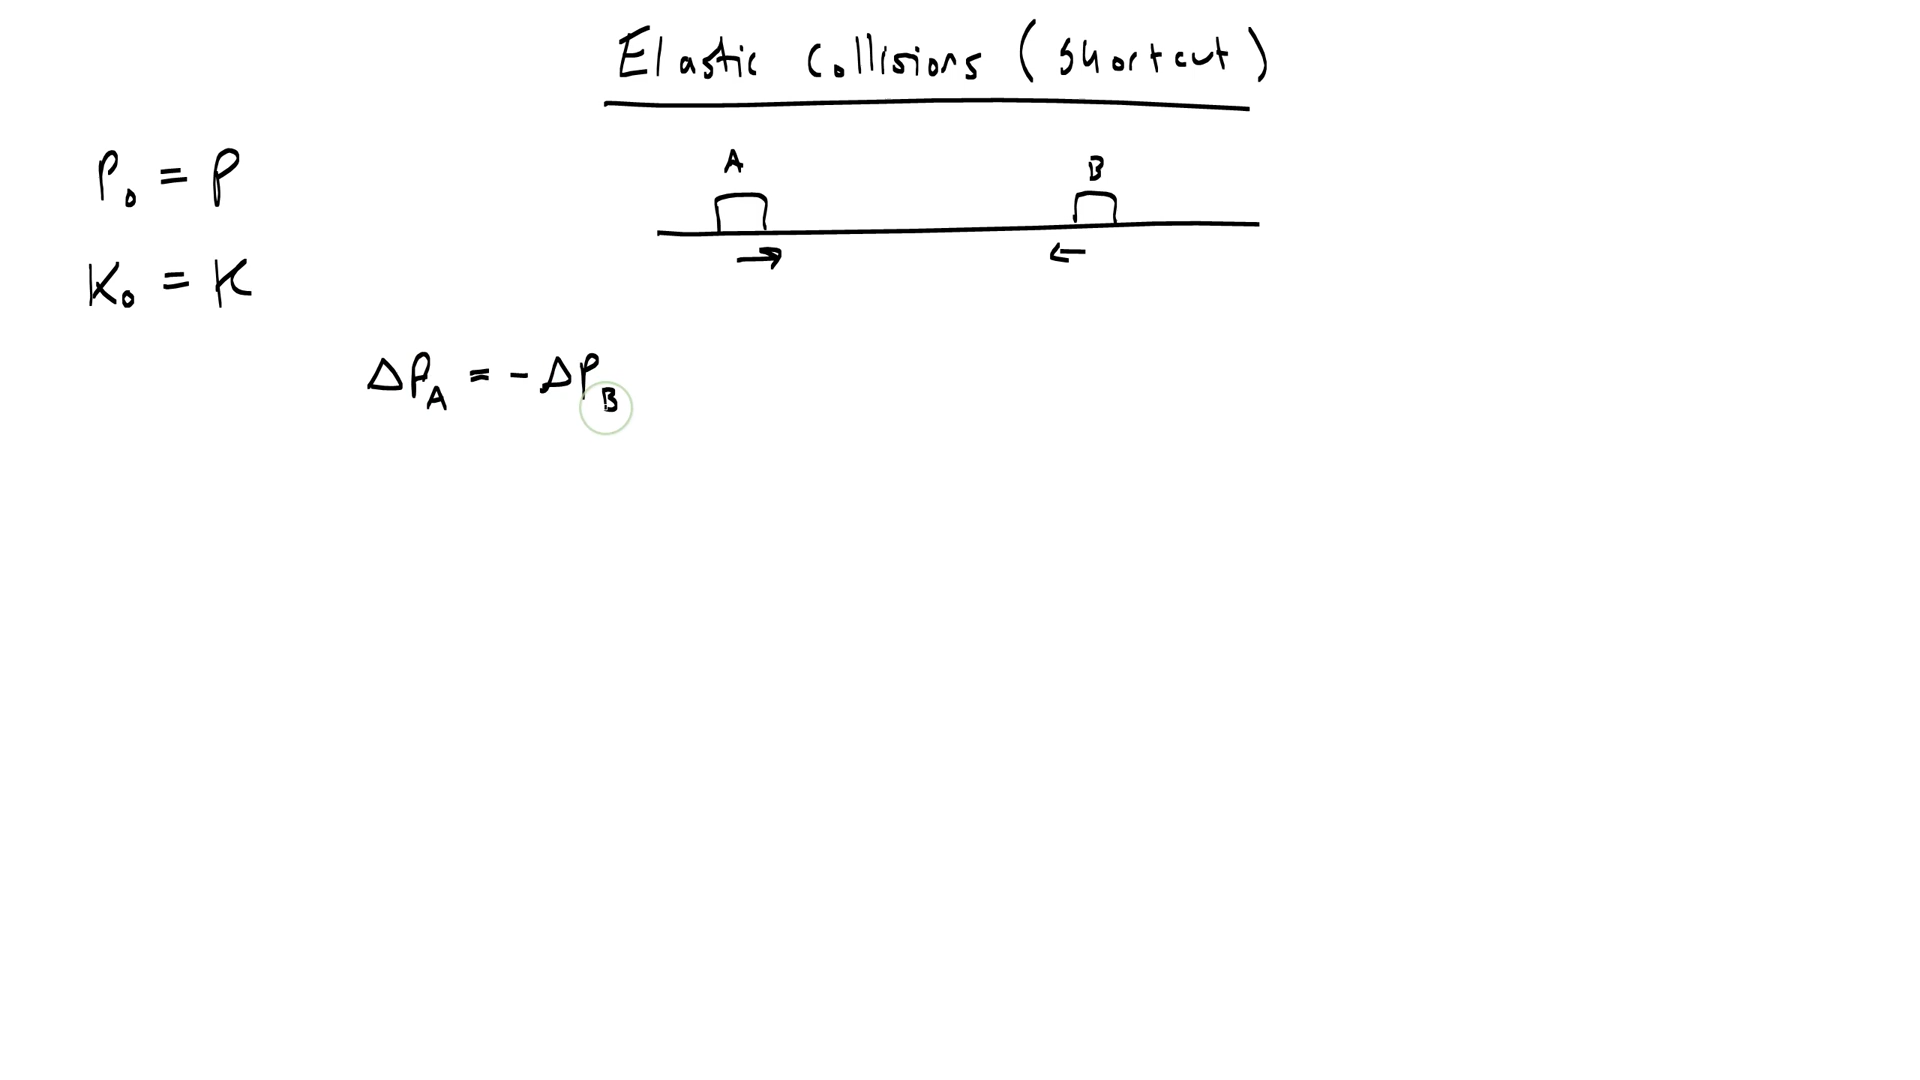 Elastic Collisions (Shortcut)
A B
P₀ = P
K₀ = K
ΔP_A = -ΔP_B